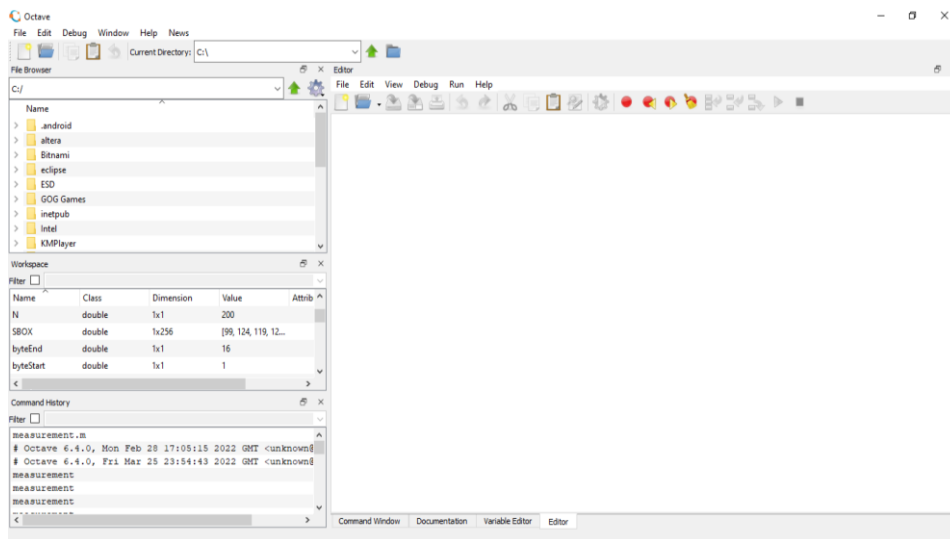 Octave
File Edit Debug Window Help News
Current Directory: C:\
File Browser
C:/
Name
.android
altera
Bitnami
eclipse
ESD
GOG Games
inetpub
Intel
KMPlayer
Workspace
Filter
Name Class Dimension Value Attrib
N double 1x1 200
SBOX double 1x256 [99, 124, 119, 12...
byteEnd double 1x1 16
byteStart double 1x1 1
Command History
Filter
measurement.m
# Octave 6.4.0, Mon Feb 28 17:05:15 2022 GMT <unknown@
# Octave 6.4.0, Fri Mar 25 23:54:43 2022 GMT <unknown@
measurement
measurement
measurement
Editor
File Edit View Debug Run Help
Command Window Documentation Variable Editor Editor